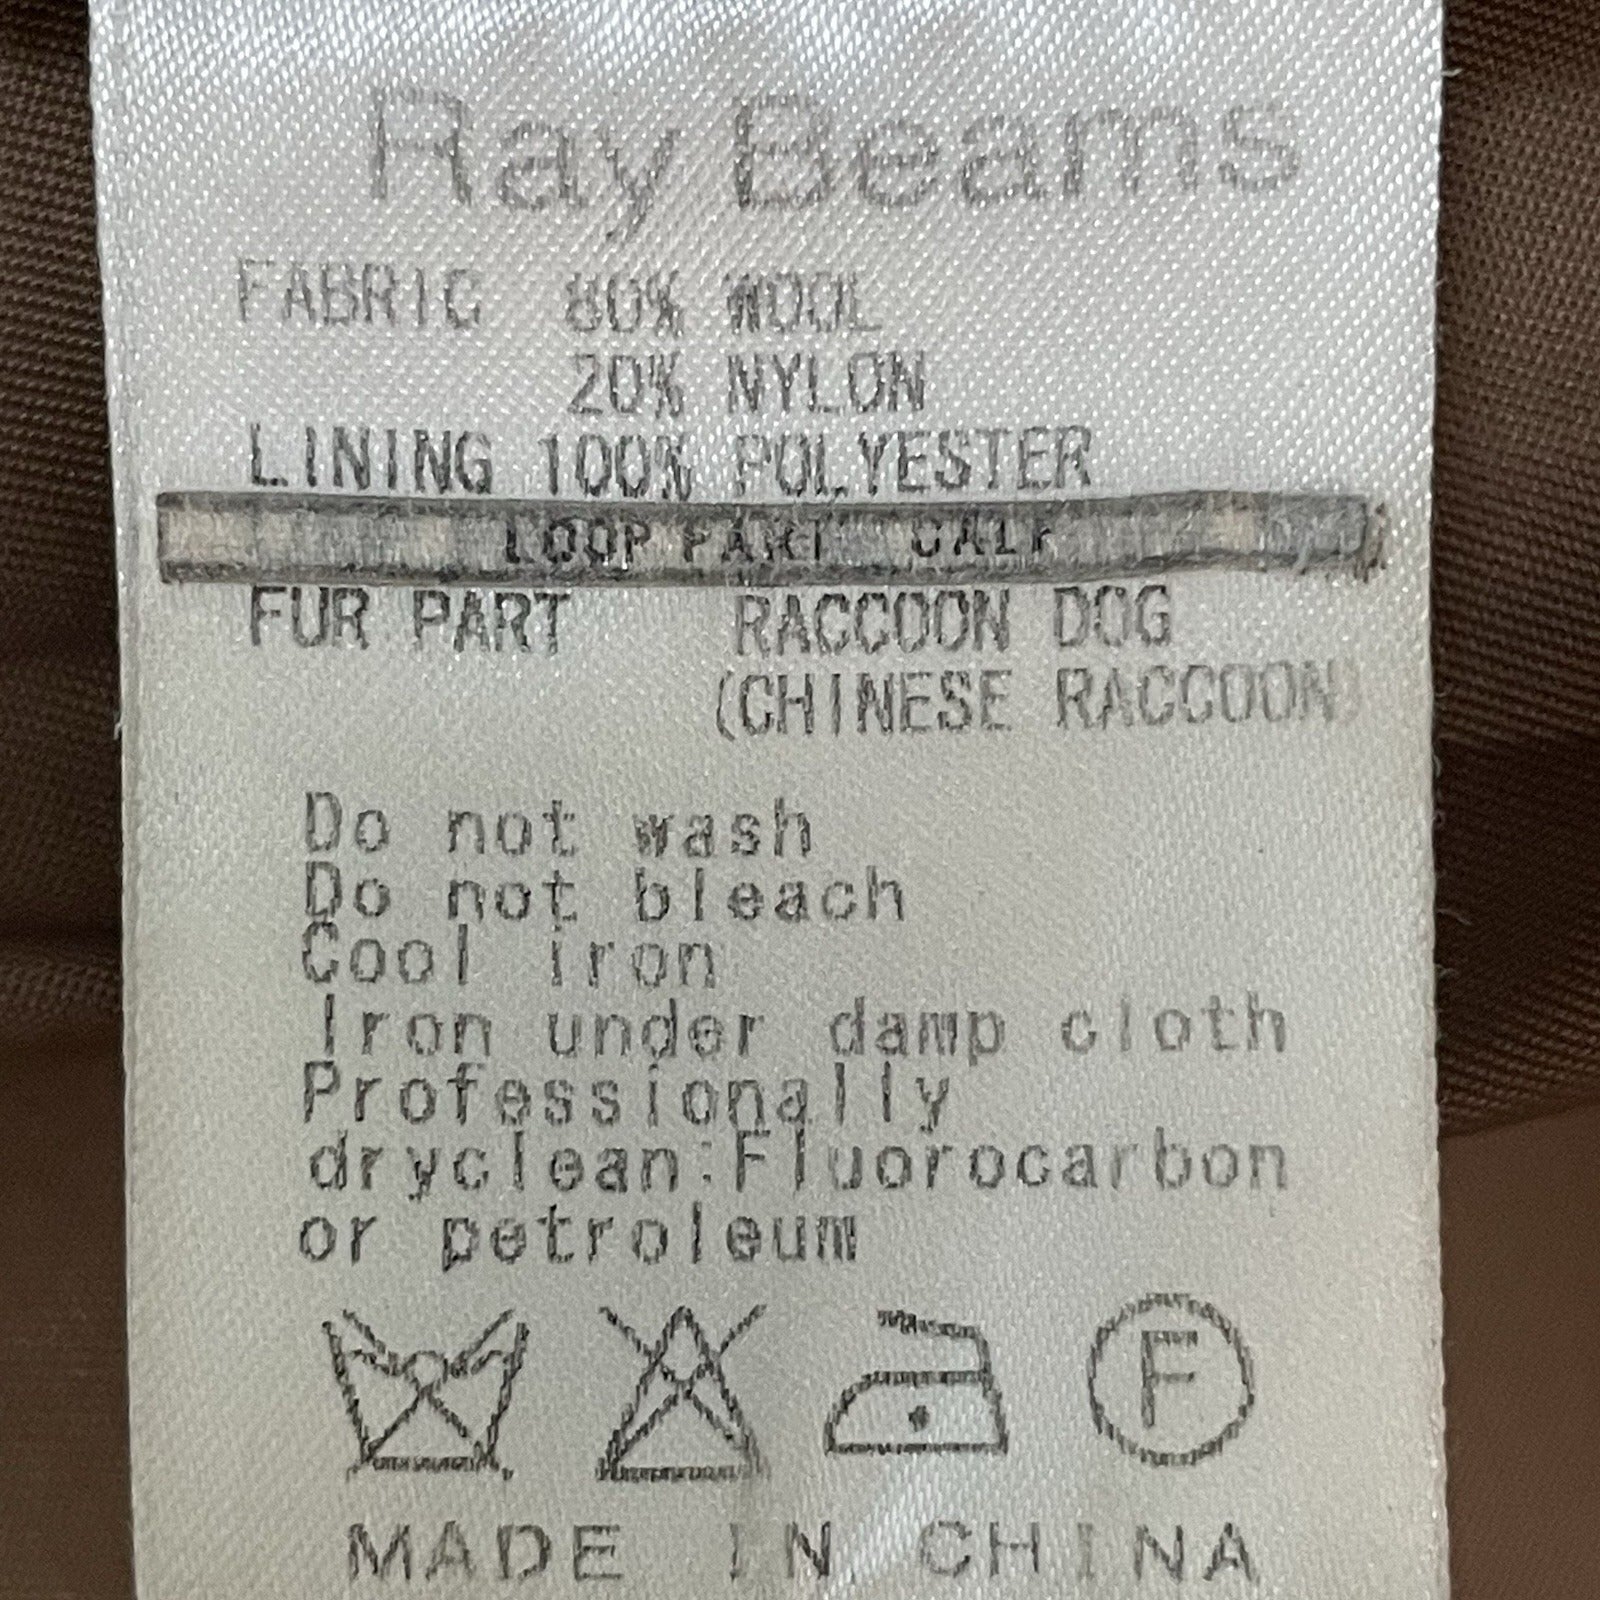 Ray Beams
FABRIC 80% WOOL
20% NYLON
LINING 100% POLYESTER
LOOP PART CALF
FUR PART RACCOON DOG
(CHINESE RACCOON)
Do not wash
Do not bleach
Cool iron
Iron under damp cloth
Professionally
dryclean:Fluorocarbon
or petroleum
F
MADE IN CHINA